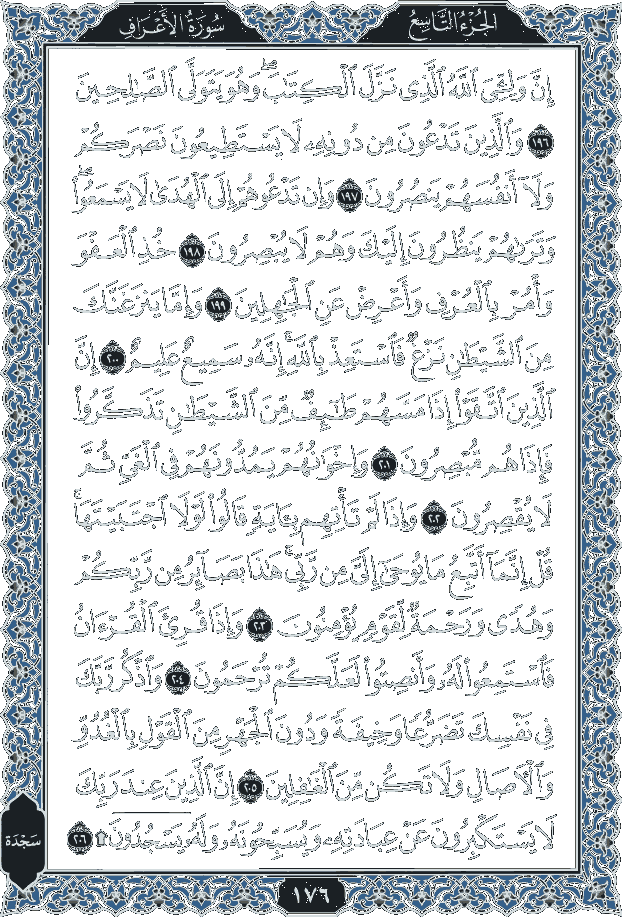 الجزء التاسع
سورة الأعراف
إِنَّ وَلِـِّۧيَ ٱللَّهُ ٱلَّذِي نَزَّلَ ٱلۡكِتَٰبَۖ وَهُوَ يَتَوَلَّى ٱلصَّٰلِحِينَ
١٩٦ وَٱلَّذِينَ تَدۡعُونَ مِن دُونِهِۦ لَا يَسۡتَطِيعُونَ نَصۡرَكُمۡ
وَلَآ أَنفُسَهُمۡ يَنصُرُونَ ١٩٧ وَإِن تَدۡعُوهُمۡ إِلَى ٱلۡهُدَىٰ لَا يَسۡمَعُواْۖ
وَتَرَىٰهُمۡ يَنظُرُونَ إِلَيۡكَ وَهُمۡ لَا يُبۡصِرُونَ ١٩٨ خُذِ ٱلۡعَفۡوَ
وَأۡمُرۡ بِٱلۡعُرۡفِ وَأَعۡرِضۡ عَنِ ٱلۡجَٰهِلِينَ ١٩٩ وَإِمَّا يَنزَغَنَّكَ
مِنَ ٱلشَّيۡطَٰنِ نَزۡغٞ فَٱسۡتَعِذۡ بِٱللَّهِۚ إِنَّهُۥ سَمِيعٌ عَلِيمٌ ٢٠٠ إِنَّ
ٱلَّذِينَ ٱتَّقَوۡاْ إِذَا مَسَّهُمۡ طَٰٓئِفٞ مِّنَ ٱلشَّيۡطَٰنِ تَذَكَّرُواْ
فَإِذَا هُم مُّبۡصِرُونَ ٢٠١ وَإِخۡوَٰنُهُمۡ يَمُدُّونَهُمۡ فِي ٱلۡغَيِّ ثُمَّ
لَا يُقۡصِرُونَ ٢٠٢ وَإِذَا لَمۡ تَأۡتِهِم بِـَٔايَةٖ قَالُواْ لَوۡلَا ٱجۡتَبَيۡتَهَاۚ
قُلۡ إِنَّمَآ أَتَّبِعُ مَا يُوحَىٰٓ إِلَيَّ مِن رَّبِّيۚ هَٰذَا بَصَآئِرُ مِن رَّبِّكُمۡ
وَهُدٗى وَرَحۡمَةٞ لِّقَوۡمٖ يُؤۡمِنُونَ ٢٠٣ وَإِذَا قُرِئَ ٱلۡقُرۡءَانُ
فَٱسۡتَمِعُواْ لَهُۥ وَأَنصِتُواْ لَعَلَّكُمۡ تُرۡحَمُونَ ٢٠٤ وَٱذۡكُر رَّبَّكَ
فِي نَفۡسِكَ تَضَرُّعٗا وَخِيفَةٗ وَدُونَ ٱلۡجَهۡرِ مِنَ ٱلۡقَوۡلِ بِٱلۡغُدُوِّ
وَٱلۡأٓصَالِ وَلَا تَكُن مِّنَ ٱلۡغَٰفِلِينَ ٢٠٥ إِنَّ ٱلَّذِينَ عِندَ رَبِّكَ
لَا يَسۡتَكۡبِرُونَ عَنۡ عِبَادَتِهِۦ وَيُسَبِّحُونَهُۥ وَلَهُۥ يَسۡجُدُونَۤ ۩ ٢٠٦
سَجدَة
١٧٦